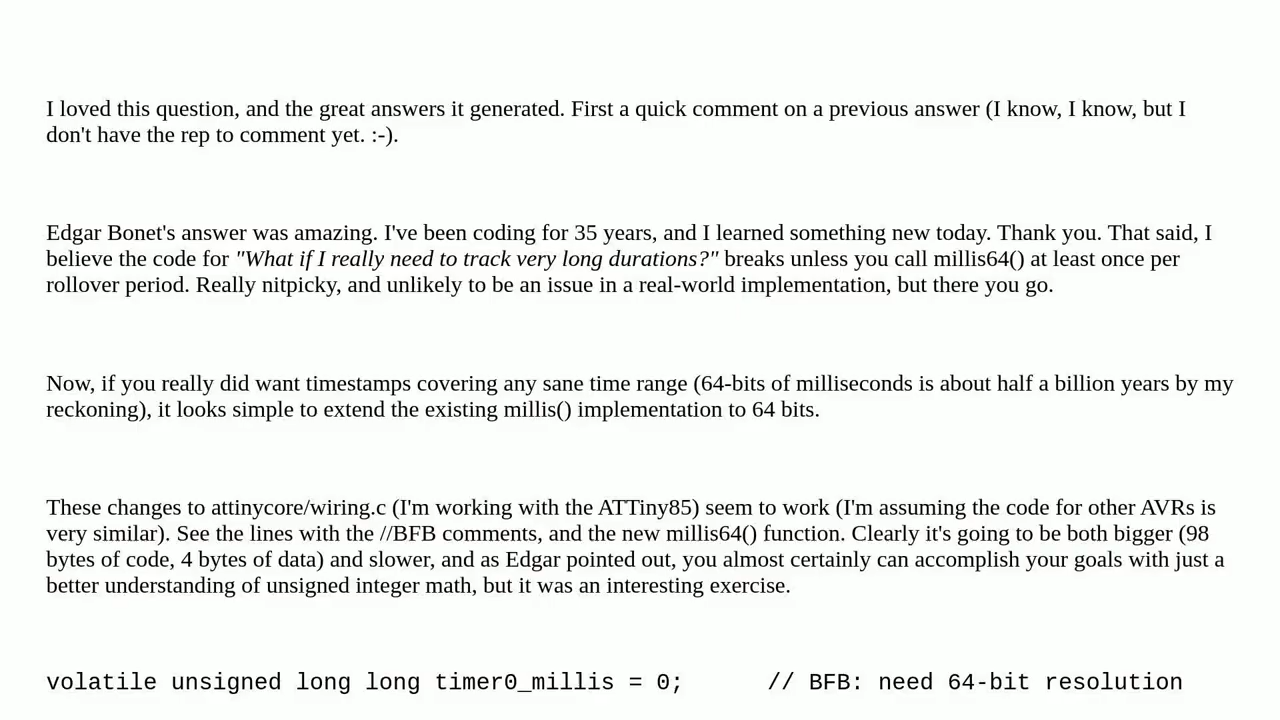 I loved this question, and the great answers it generated. First a quick comment on a previous answer (I know, I know, but I
don't have the rep to comment yet. :-).
Edgar Bonet's answer was amazing. I've been coding for 35 years, and I learned something new today. Thank you. That said, I
believe the code for "What if I really need to track very long durations?" breaks unless you call millis64() at least once per
rollover period. Really nitpicky, and unlikely to be an issue in a real-world implementation, but there you go.
Now, if you really did want timestamps covering any sane time range (64-bits of milliseconds is about half a billion years by my
reckoning), it looks simple to extend the existing millis() implementation to 64 bits.
These changes to attinycore/wiring.c (I'm working with the ATTiny85) seem to work (I'm assuming the code for other AVRs is
very similar). See the lines with the //BFB comments, and the new millis64() function. Clearly it's going to be both bigger (98
bytes of code, 4 bytes of data) and slower, and as Edgar pointed out, you almost certainly can accomplish your goals with just a
better understanding of unsigned integer math, but it was an interesting exercise.
volatile unsigned long long timer0_millis = 0;      // BFB: need 64-bit resolution